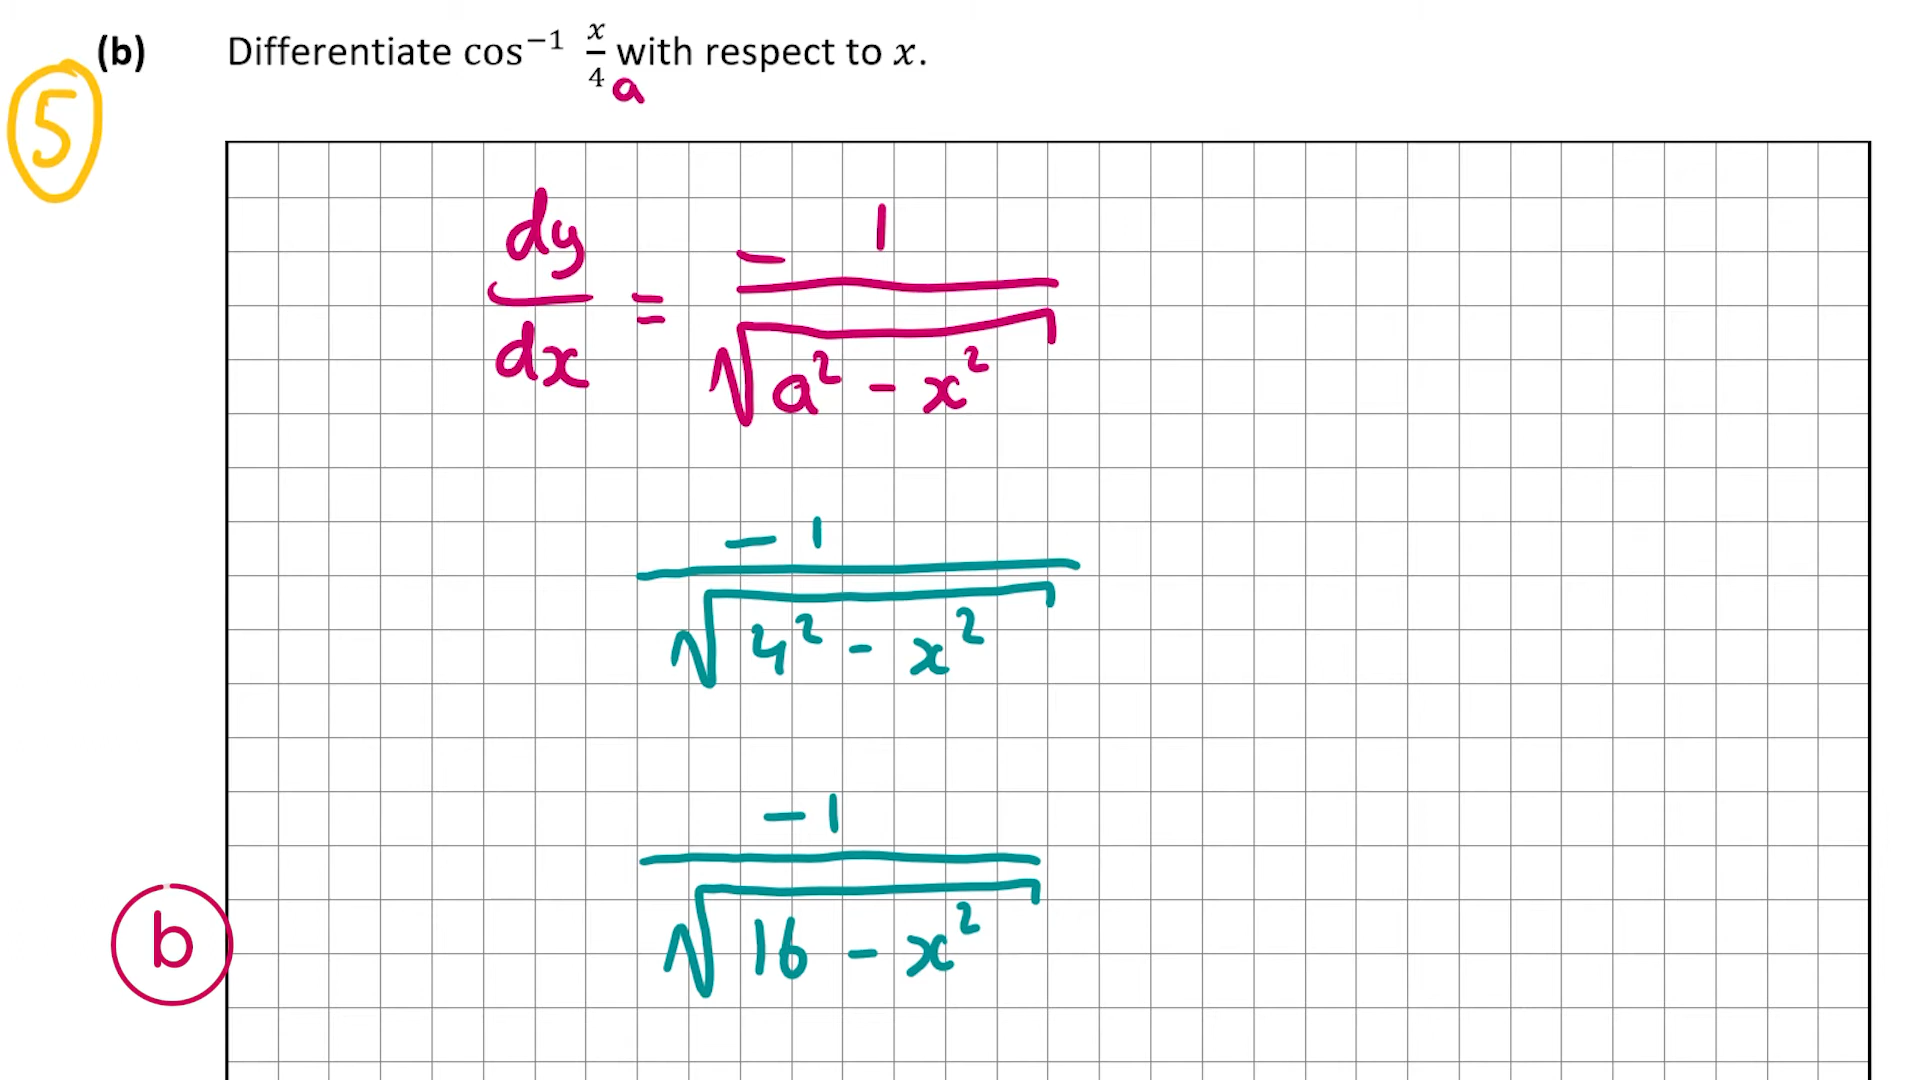 (b) Differentiate cos⁻¹ x/4 with respect to x.
a
5
dy/dx = -1/√(a² - x²)
-1/√(4² - x²)
-1/√(16 - x²)
b